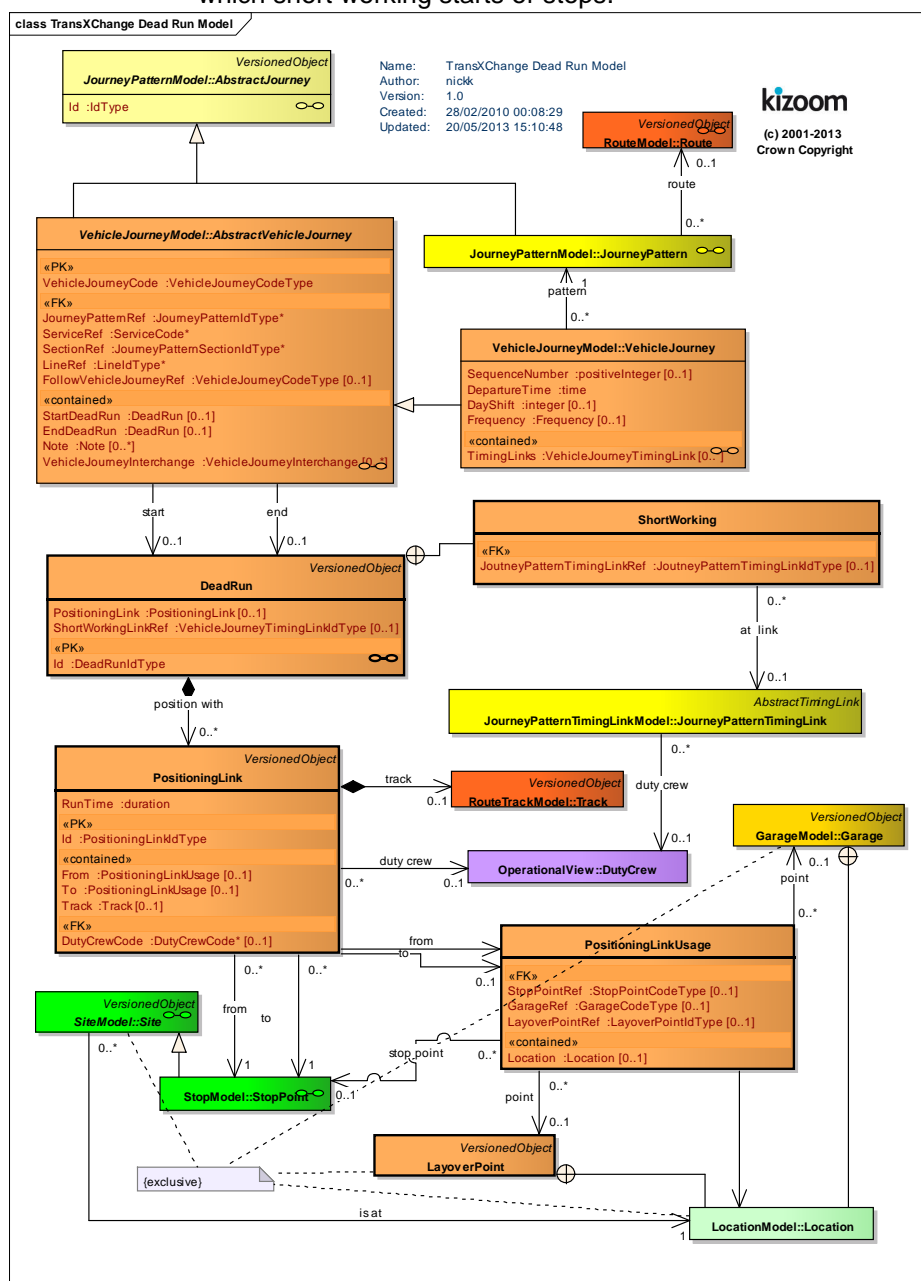 which short working starts or stops.
class TransXChange Dead Run Model
VersionedObject
JourneyPatternModel::AbstractJourney
Id :IdType
Name: TransXChange Dead Run Model
Author: nickk
Version: 1.0
Created: 28/02/2010 00:08:29
Updated: 20/05/2013 15:10:48
kizoom
(c) 2001-2013
Crown Copyright
VersionedObject
RouteModel::Route
0..1
route
0..*
VehicleJourneyModel::AbstractVehicleJourney
«PK»
VehicleJourneyCode :VehicleJourneyCodeType
«FK»
JourneyPatternRef :JourneyPatternIdType*
ServiceRef :ServiceCode*
SectionRef :JourneyPatternSectionIdType*
LineRef :LineIdType*
FollowVehicleJourneyRef :VehicleJourneyCodeType [0..1]
«contained»
StartDeadRun :DeadRun [0..1]
EndDeadRun :DeadRun [0..1]
Note :Note [0..*]
VehicleJourneyInterchange :VehicleJourneyInterchange [0..*]
JourneyPatternModel::JourneyPattern
1
pattern
0..*
VehicleJourneyModel::VehicleJourney
SequenceNumber :positiveInteger [0..1]
DepartureTime :time
DayShift :integer [0..1]
Frequency :Frequency [0..1]
«contained»
TimingLinks :VehicleJourneyTimingLink [0..*]
start
end
0..1
0..1
ShortWorking
«FK»
JoutneyPatternTimingLinkRef :JoutneyPatternTimingLinkIdType [0..1]
VersionedObject
DeadRun
PositioningLink :PositioningLink [0..1]
ShortWorkingLinkRef :VehicleJourneyTimingLinkIdType [0..1]
«PK»
Id :DeadRunIdType
0..*
at link
0..1
position with
0..*
AbstractTimingLink
JourneyPatternTimingLinkModel::JourneyPatternTimingLink
0..*
duty crew
0..1
VersionedObject
PositioningLink
RunTime :duration
«PK»
Id :PositioningLinkIdType
«contained»
From :PositioningLinkUsage [0..1]
To :PositioningLinkUsage [0..1]
Track :Track [0..1]
«FK»
DutyCrewCode :DutyCrewCode* [0..1]
track
0..1
VersionedObject
RouteTrackModel::Track
VersionedObject
GarageModel::Garage
0..1
point
0..*
duty crew
0..*
0..1
OperationalView::DutyCrew
from
to
0..1
PositioningLinkUsage
«FK»
StopPointRef :StopPointCodeType [0..1]
GarageRef :GarageCodeType [0..1]
LayoverPointRef :LayoverPointIdType [0..1]
«contained»
Location :Location [0..1]
0..*
0..*
from
to
1
1
VersionedObject
SiteModel::Site
0..*
stop point
0..*
0..1
StopModel::StopPoint
0..*
point
0..1
VersionedObject
LayoverPoint
{exclusive}
is at
1
LocationModel::Location